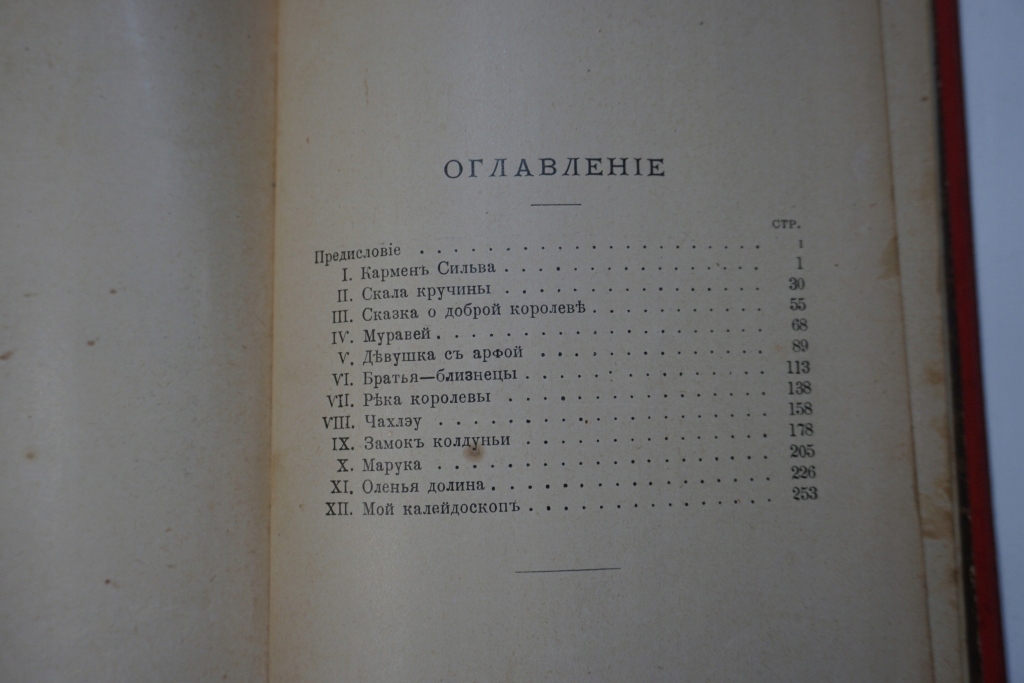 ОГЛАВЛЕНІЕ
СТР.
Предисловіе . . . . . . . . . . . . . . . . . . ı
I. Карменъ Сильва . . . . . . . . . . . . . . 1
II. Скала кручины . . . . . . . . . . . . . . 30
III. Сказка о доброй королевѣ . . . . . . . . . . 55
IV. Муравей . . . . . . . . . . . . . . . . . 68
V. Дѣвушка съ арфой . . . . . . . . . . . . . 89
VI. Братья—близнецы . . . . . . . . . . . . . 113
VII. Рѣка королевы . . . . . . . . . . . . . . 138
VIII. Чахлэу . . . . . . . . . . . . . . . . . 158
IX. Замокъ колдуньи . . . . . . . . . . . . . 178
X. Марука . . . . . . . . . . . . . . . . . 205
XI. Оленья долина . . . . . . . . . . . . . . . 226
XII. Мой калейдоскопъ . . . . . . . . . . . . . 253